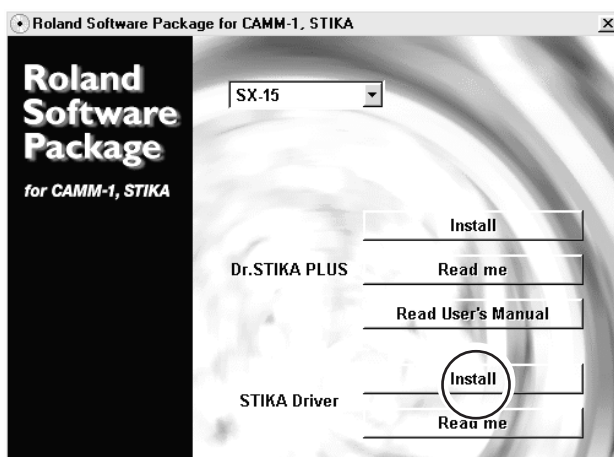 Roland Software Package for CAMM-1, STIKA
Roland
Software
Package
for CAMM-1, STIKA
SX-15
Install
Dr.STIKA PLUS
Read me
Read User's Manual
Install
STIKA Driver
Read me